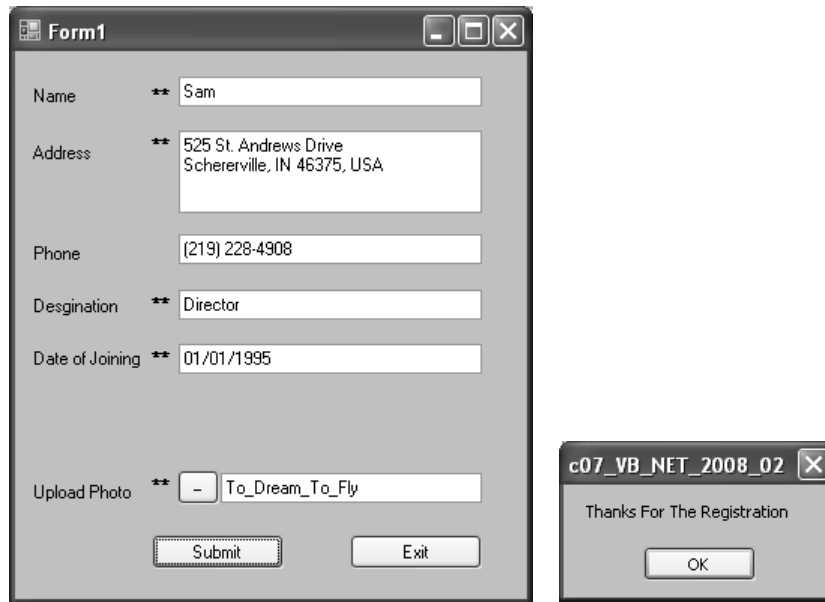 Form1
Name ** Sam
Address ** 525 St. Andrews Drive
Schererville, IN 46375, USA
Phone (219) 228-4908
Desgination ** Director
Date of Joining ** 01/01/1995
Upload Photo ** - To_Dream_To_Fly
Submit Exit
c07_VB_NET_2008_02
Thanks For The Registration
OK